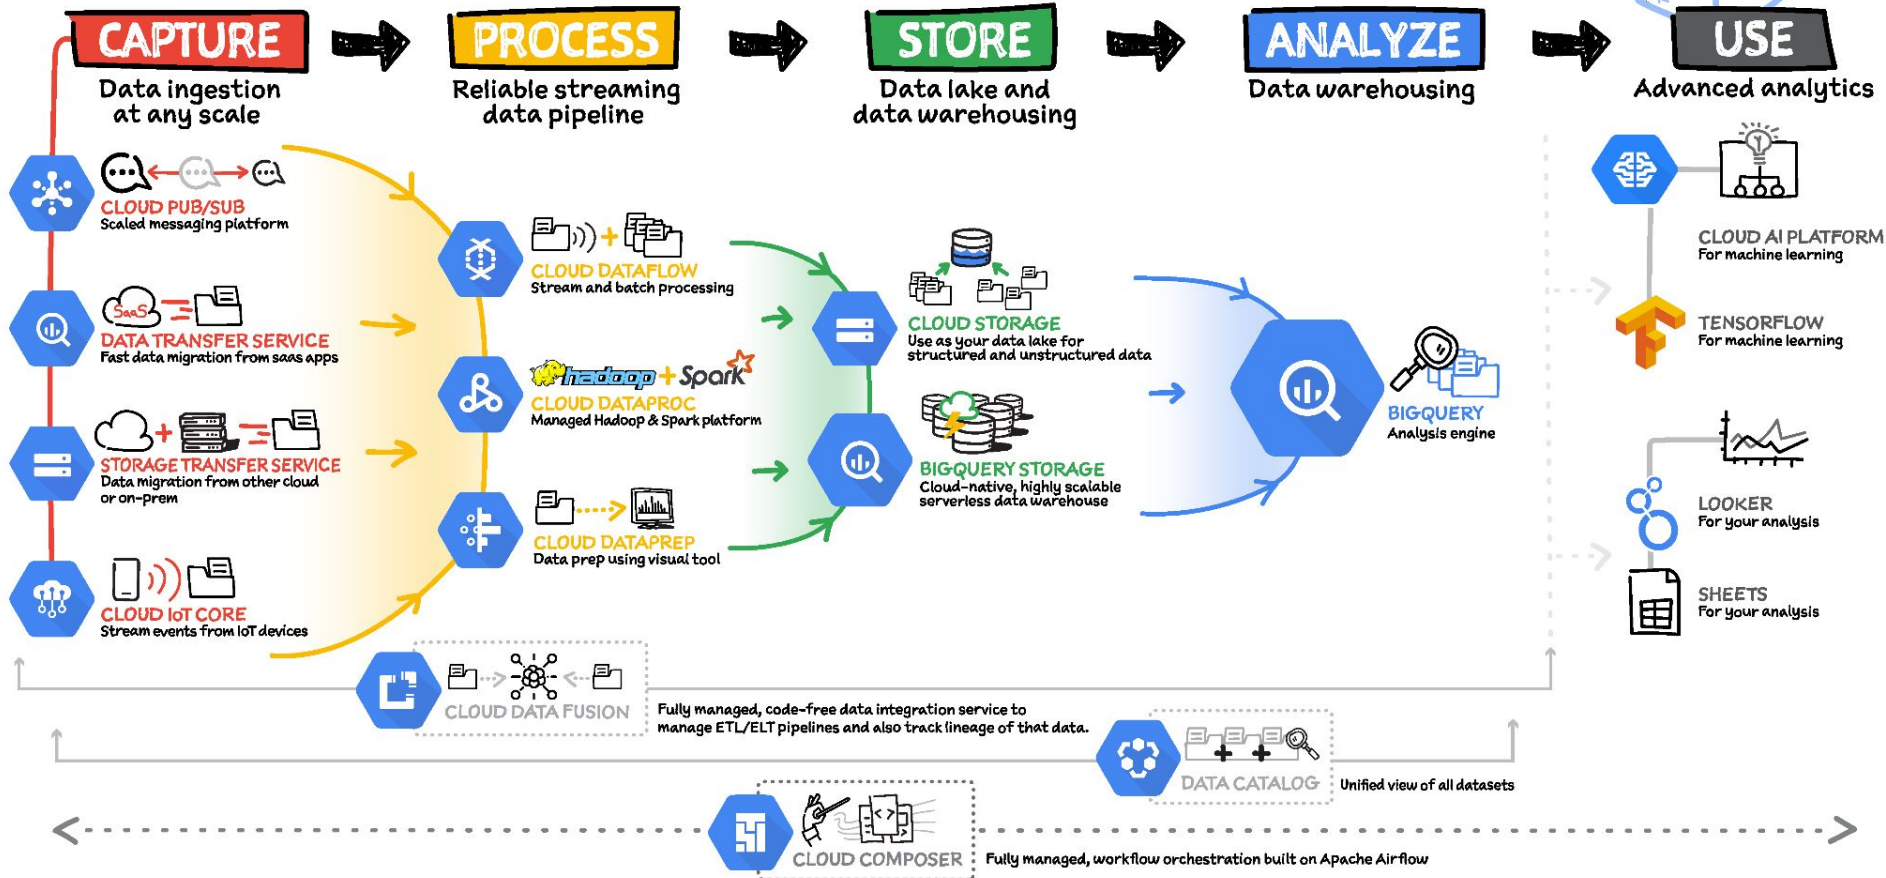 CAPTURE
Data ingestion
at any scale
PROCESS
Reliable streaming
data pipeline
STORE
Data lake and
data warehousing
ANALYZE
Data warehousing
USE
Advanced analytics
CLOUD PUB/SUB
Scaled messaging platform
SaaS
DATA TRANSFER SERVICE
Fast data migration from saas apps
STORAGE TRANSFER SERVICE
Data migration from other cloud
or on-prem
CLOUD IoT CORE
Stream events from IoT devices
CLOUD DATAFLOW
Stream and batch processing
hadoop + Spark
CLOUD DATAPROC
Managed Hadoop & Spark platform
CLOUD DATAPREP
Data prep using visual tool
CLOUD STORAGE
Use as your data lake for
structured and unstructured data
BIGQUERY STORAGE
Cloud-native, highly scalable
serverless data warehouse
BIGQUERY
Analysis engine
CLOUD AI PLATFORM
For machine learning
TENSORFLOW
For machine learning
LOOKER
For your analysis
SHEETS
For your analysis
CLOUD DATA FUSION
Fully managed, code-free data integration service to
manage ETL/ELT pipelines and also track lineage of that data.
DATA CATALOG
Unified view of all datasets
CLOUD COMPOSER
Fully managed, workflow orchestration built on Apache Airflow